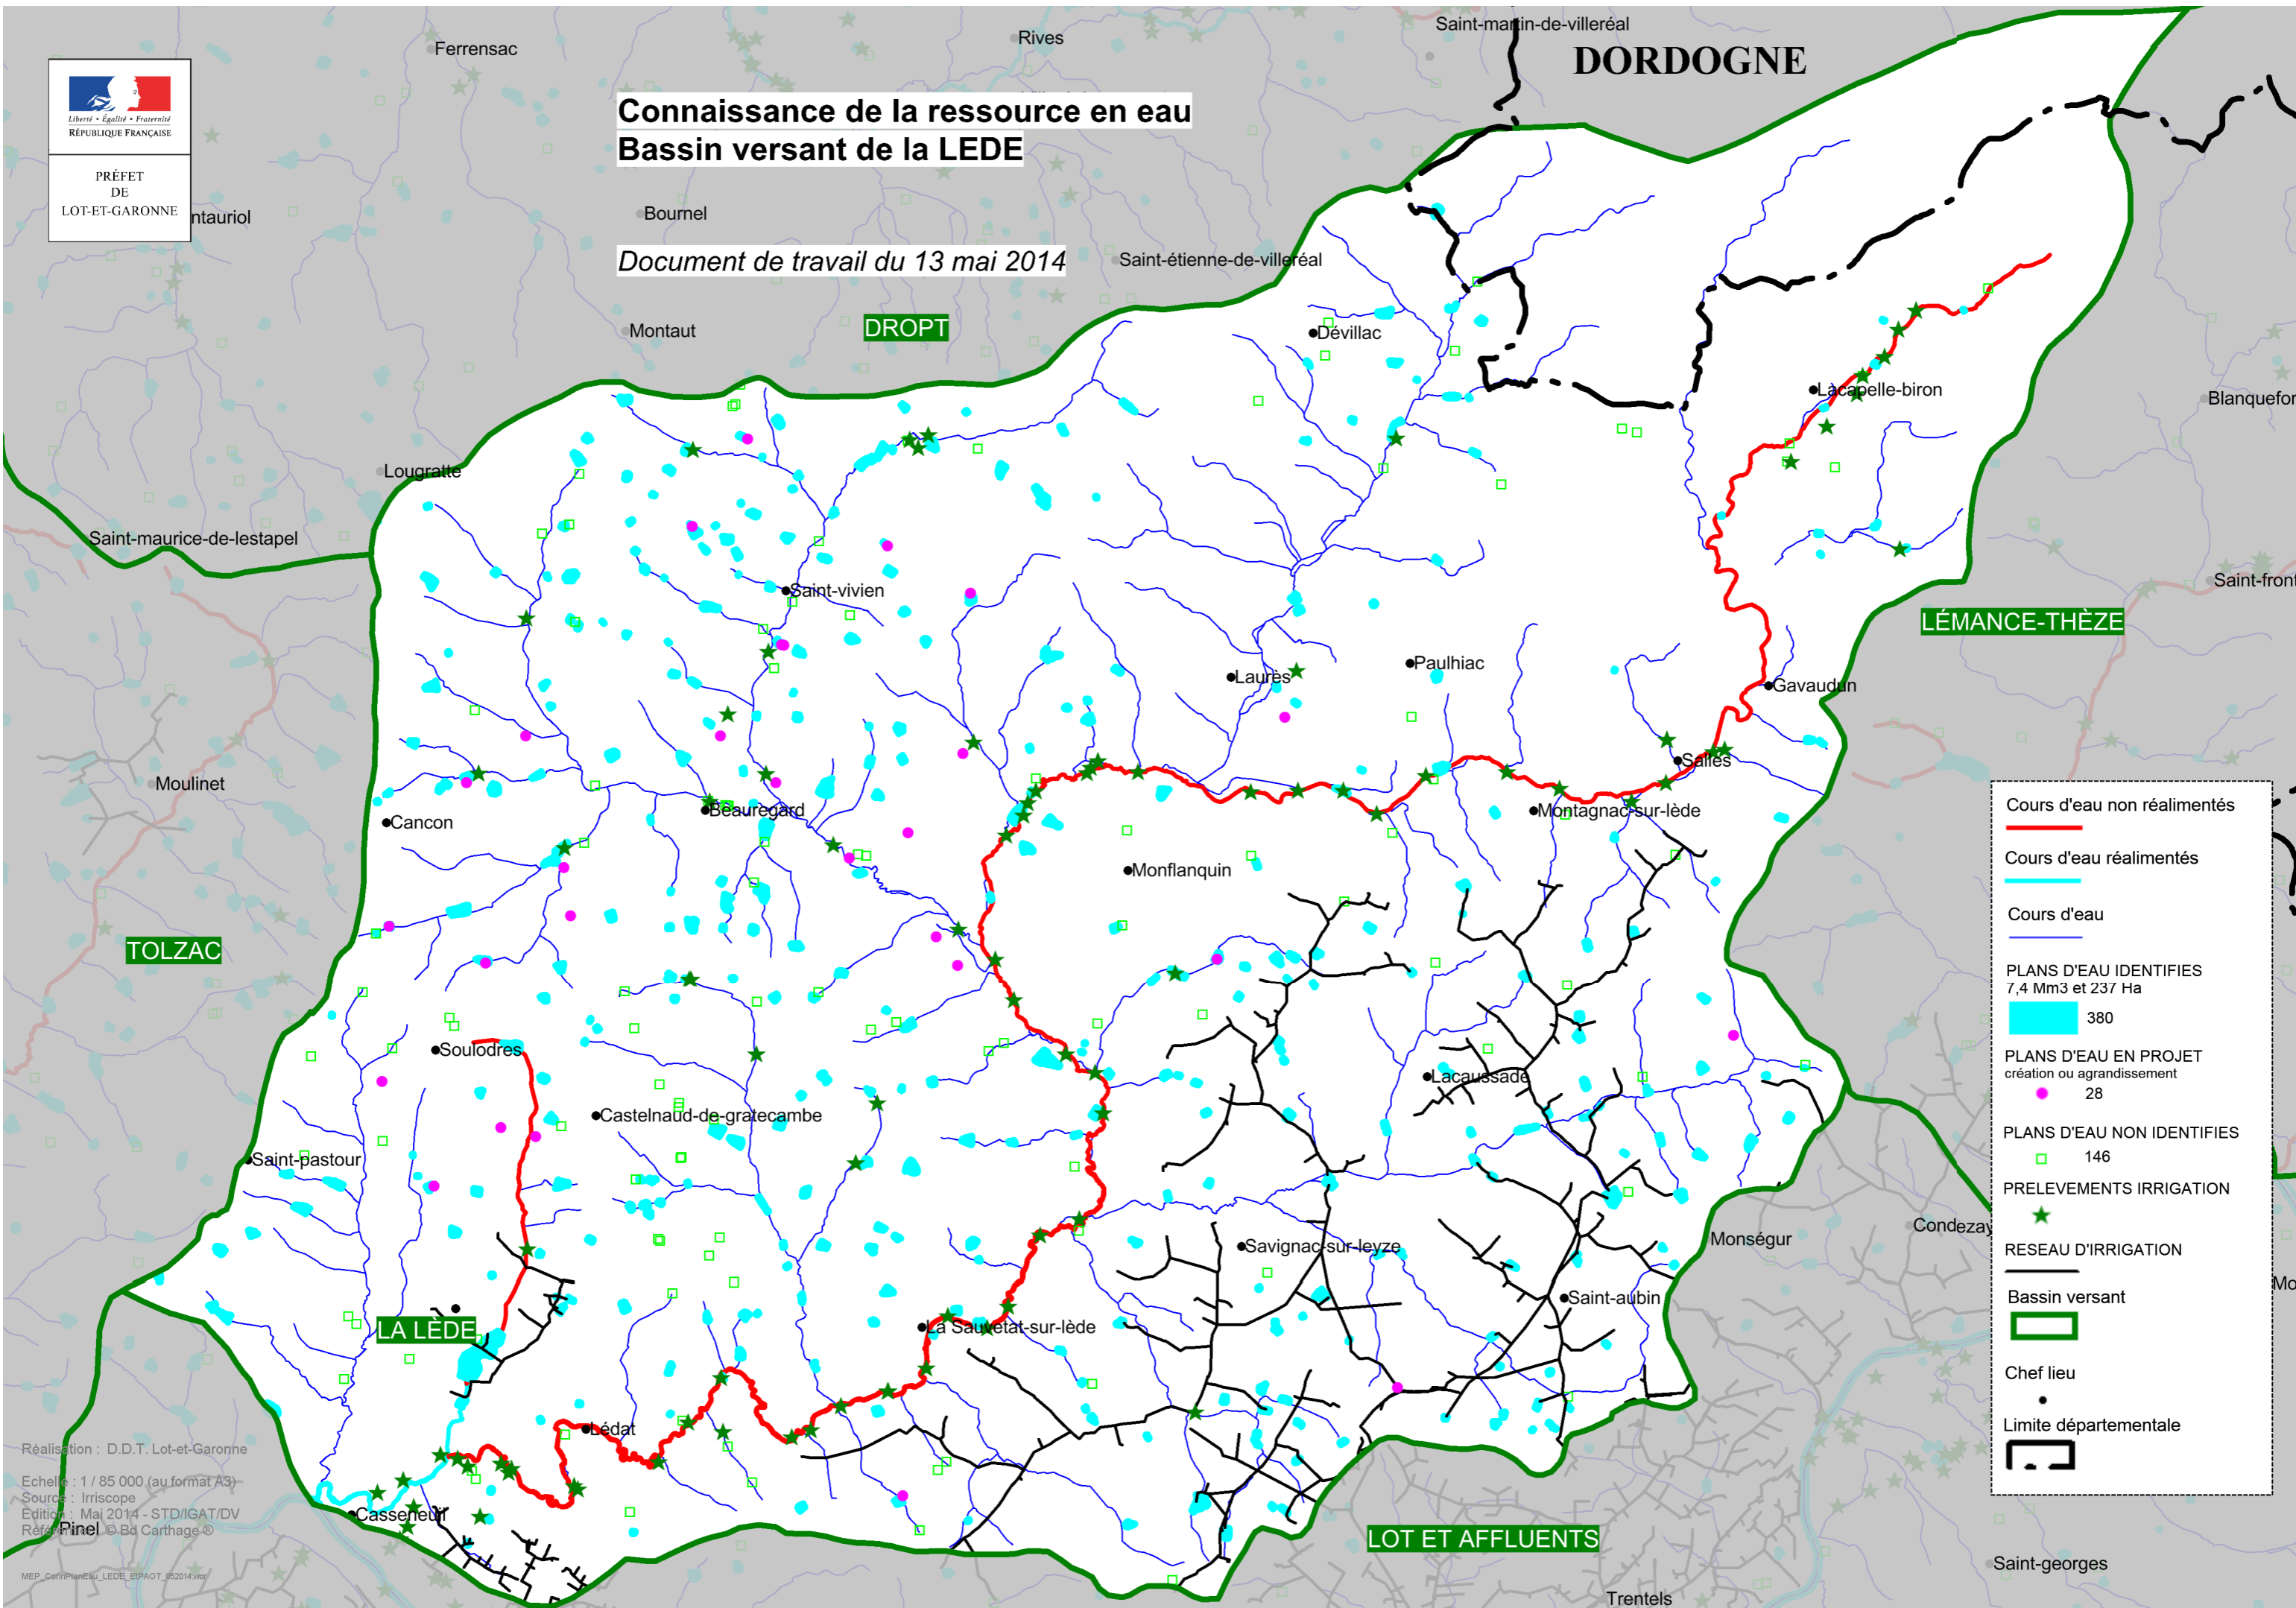 Liberté • Égalité • Fraternité
RÉPUBLIQUE FRANÇAISE
PRÉFET
DE
LOT-ET-GARONNE
Connaissance de la ressource en eau
Bassin versant de la LEDE
Document de travail du 13 mai 2014
DORDOGNE
Saint-martin-de-villeréal
Ferrensac
Rives
ntauriol
Bournel
Saint-étienne-de-villeréal
Montaut
DROPT
Dévillac
Lacapelle-biron
Blanquefor
Lougratte
Saint-maurice-de-lestapel
Saint-vivien
Saint-front
LÉMANCE-THÈZE
Laurès
Paulhiac
Gavaudun
Salles
Moulinet
Cancon
Beauregard
Montagnac-sur-lède
Monflanquin
TOLZAC
Soulodres
Lacaussade
Castelnaud-de-gratecambe
Saint-pastour
Savignac-sur-leyze
Monségur
Condezay
Saint-aubin
LA LÈDE
La Sauvetat-sur-lède
Lédat
Casseneuil
Pinel
LOT ET AFFLUENTS
Saint-georges
Trentels
Mo
Cours d'eau non réalimentés
Cours d'eau réalimentés
Cours d'eau
PLANS D'EAU IDENTIFIES
7,4 Mm3 et 237 Ha
380
PLANS D'EAU EN PROJET
création ou agrandissement
28
PLANS D'EAU NON IDENTIFIES
146
PRELEVEMENTS IRRIGATION
RESEAU D'IRRIGATION
Bassin versant
Chef lieu
Limite départementale
Réalisation : D.D.T. Lot-et-Garonne
Echelle : 1 / 85 000 (au format A3)
Source : Irriscope
Edition : Mai 2014 - STD/IGAT/DV
Référence : © Bd Carthage ®